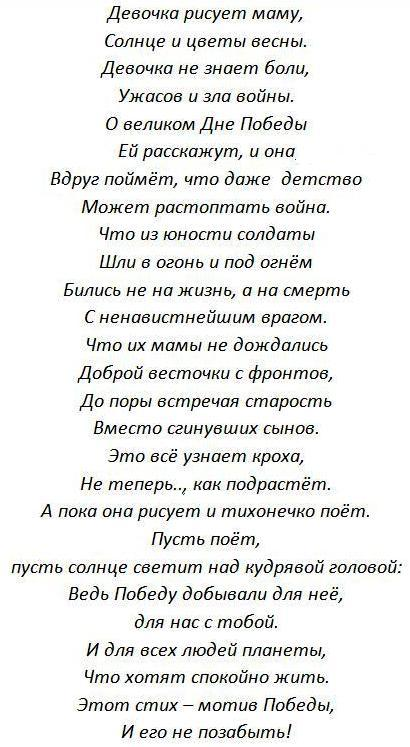 Девочка рисует маму,
Солнце и цветы весны.
Девочка не знает боли,
Ужасов и зла войны.
О великом Дне Победы
Ей расскажут, и она
Вдруг поймёт, что даже детство
Может растоптать война.
Что из юности солдаты
Шли в огонь и под огнём
Бились не на жизнь, а на смерть
С ненавистнейшим врагом.
Что их мамы не дождались
Доброй весточки с фронтов,
До поры встречая старость
Вместо сгинувших сынов.
Это всё узнает кроха,
Не теперь.., как подрастёт.
А пока она рисует и тихонечко поёт.
Пусть поёт,
пусть солнце светит над кудрявой головой:
Ведь Победу добывали для неё,
для нас с тобой.
И для всех людей планеты,
Что хотят спокойно жить.
Этот стих – мотив Победы,
И его не позабыть!